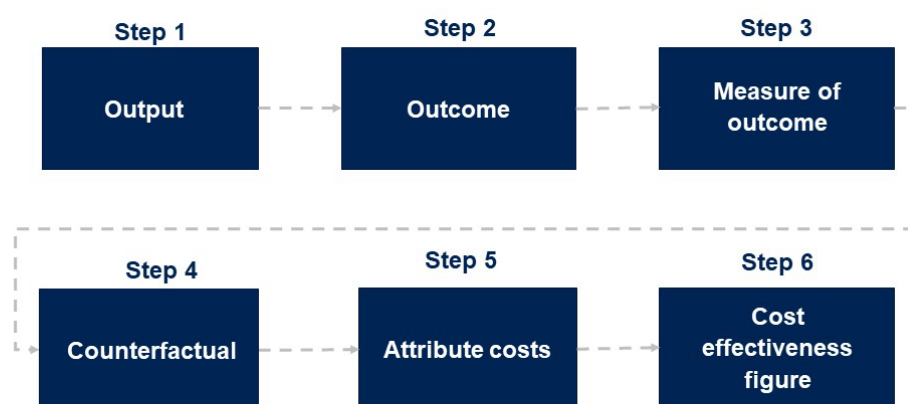 Step 1
Step 2
Step 3
Output
Outcome
Measure of
outcome
Step 4
Step 5
Step 6
Counterfactual
Attribute costs
Cost
effectiveness
figure